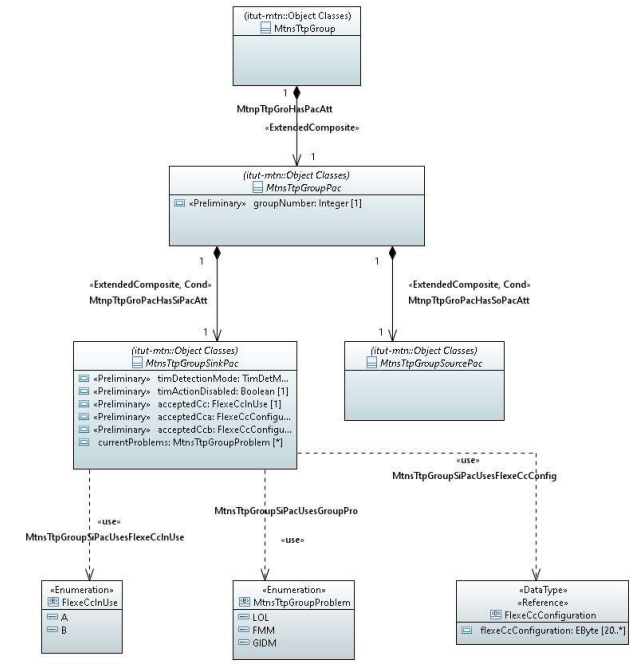 (itut-mtn::Object Classes)
MtnsTtpGroup
1
MtnpTtpGroHasPacAtt
«ExtendedComposite»
1
(itut-mtn::Object Classes)
MtnsTtpGroupPac
«Preliminary» groupNumber: Integer [1]
1
1
«ExtendedComposite, Cond»
«ExtendedComposite, Cond»
MtnpTtpGroPacHasSiPacAtt
MtnpTtpGroPacHasSoPacAtt
1
1
(itut-mtn::Object Classes)
MtnsTtpGroupSinkPac
«Preliminary» timDetectionMode: TimDetM...
«Preliminary» timActionDisabled: Boolean [1]
«Preliminary» acceptedCc: FlexeCcInUse [1]
«Preliminary» acceptedCca: FlexeCcConfigu...
«Preliminary» acceptedCcb: FlexeCcConfigu...
currentProblems: MtnsTtpGroupProblem [*]
(itut-mtn::Object Classes)
MtnsTtpGroupSourcePac
«use»
MtnsTtpGroupSiPacUsesFlexeCcConfig
«use»
MtnsTtpGroupSiPacUsesFlexeCcInUse
MtnsTtpGroupSiPacUsesGroupPro
«use»
«Enumeration»
FlexeCcInUse
A
B
«Enumeration»
MtnsTtpGroupProblem
LOL
FMM
GIDM
«DataType»
«Reference»
FlexeCcConfiguration
flexeCcConfiguration: EByte [20..*]